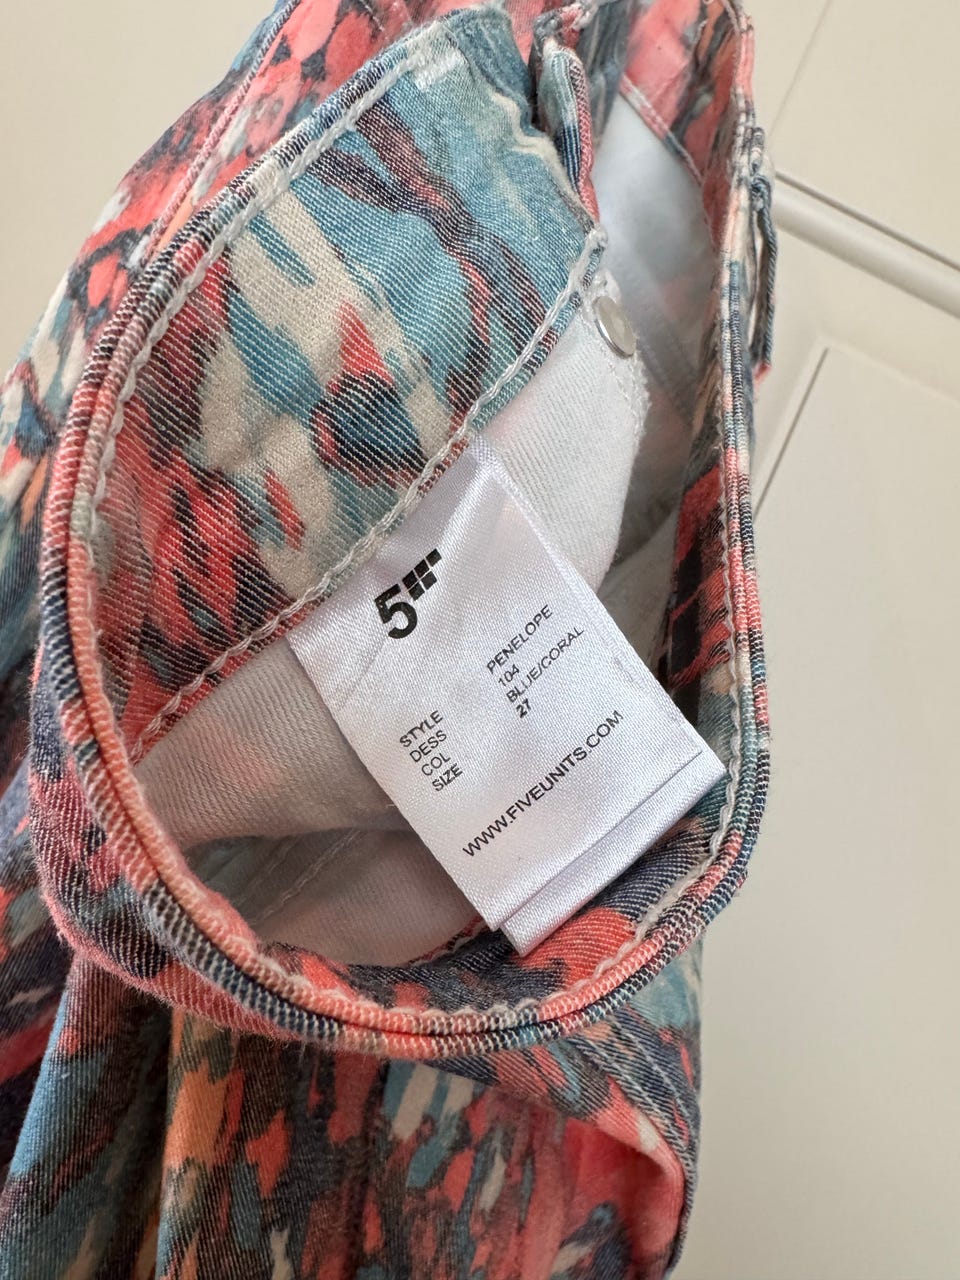 5
STYLE PENELOPE
DESS 104
COL BLUE/CORAL
SIZE 27
WWW.FIVEUNITS.COM